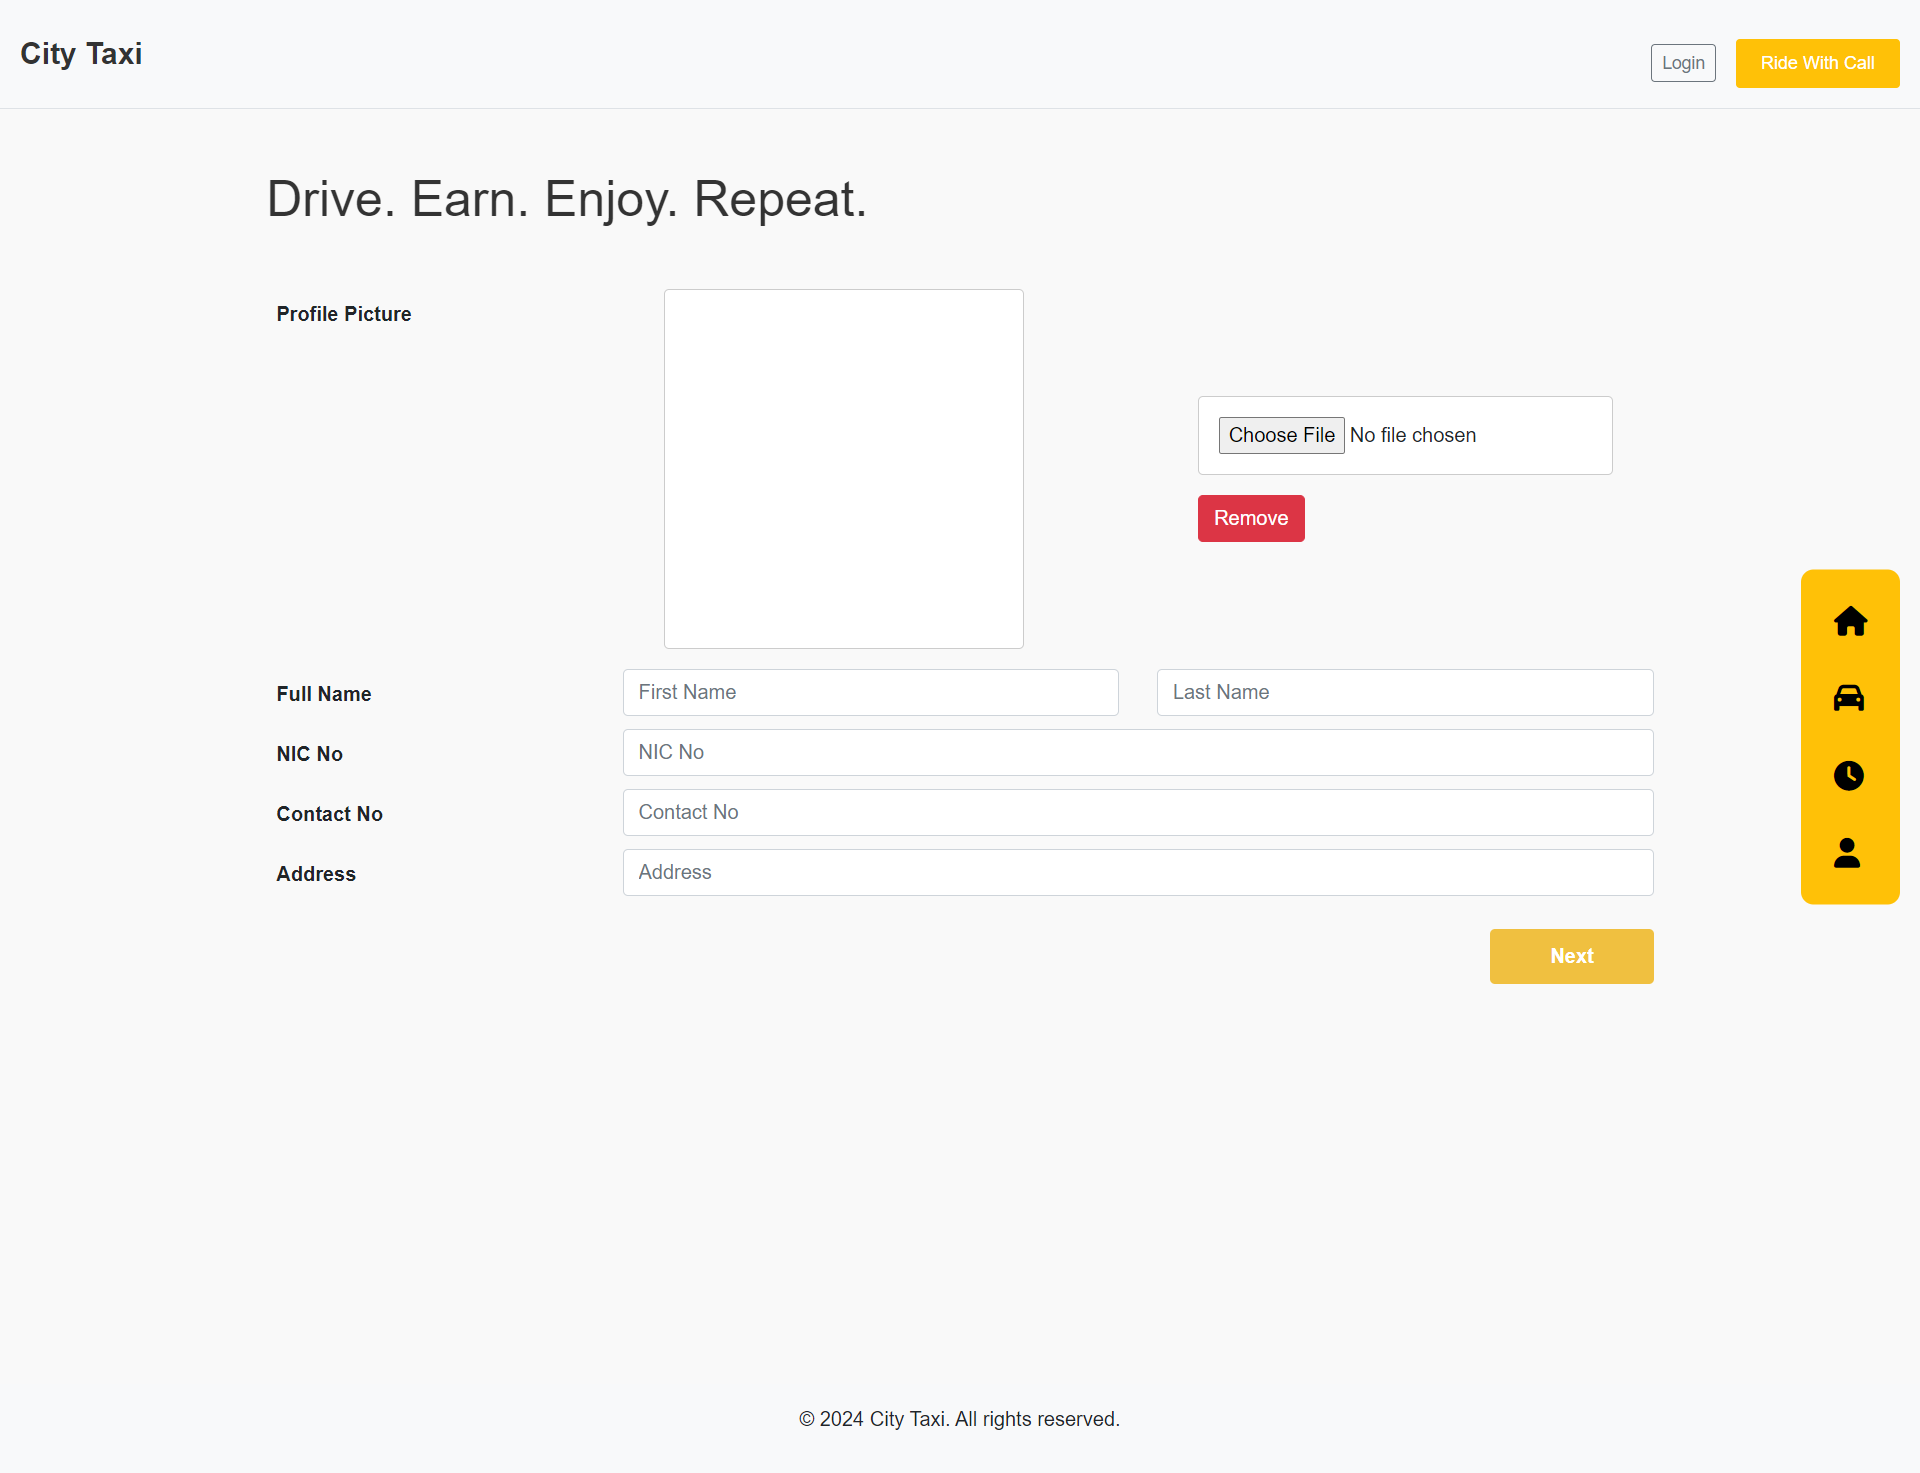 City Taxi
Login
Ride With Call
Drive. Earn. Enjoy. Repeat.
Profile Picture
Choose File No file chosen
Remove
Full Name
First Name
Last Name
NIC No
NIC No
Contact No
Contact No
Address
Address
Next
© 2024 City Taxi. All rights reserved.